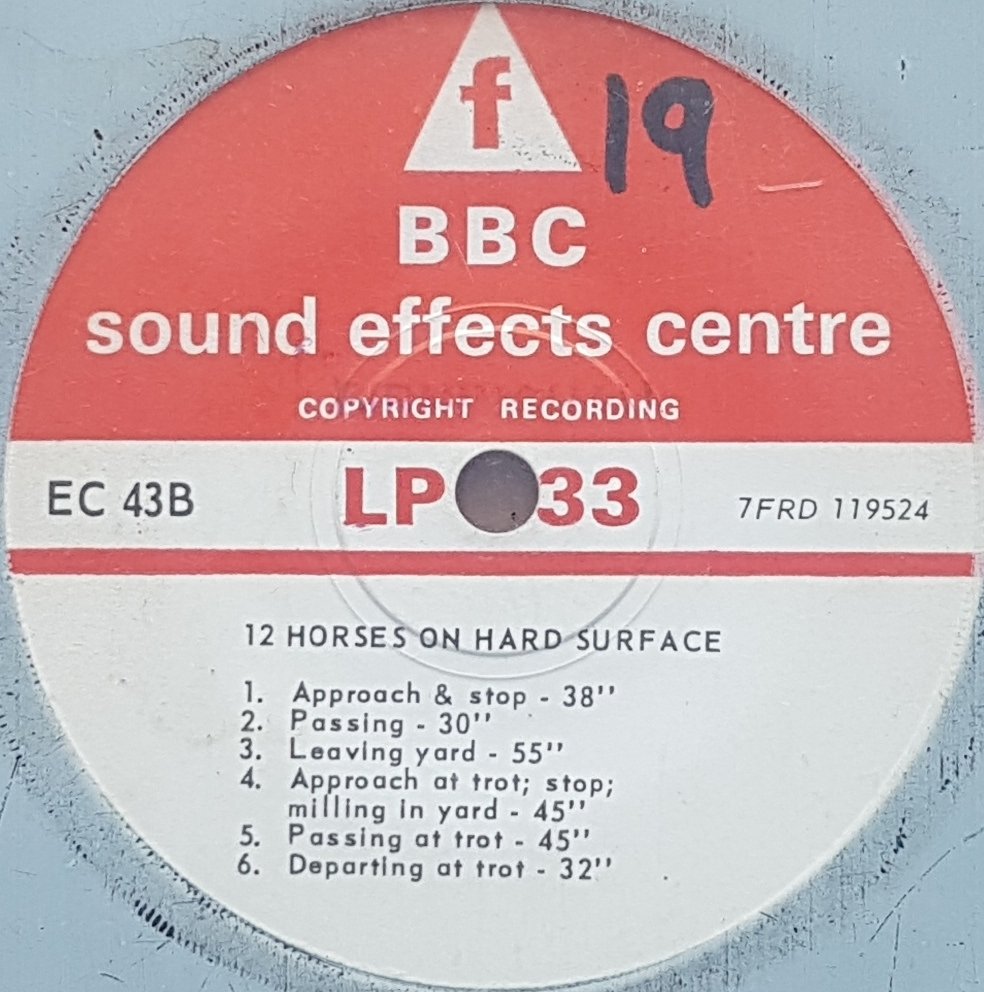 f 19
BBC
sound effects centre
COPYRIGHT RECORDING
EC 43B LP 33 7FRD 119524
12 HORSES ON HARD SURFACE
1. Approach & stop - 38''
2. Passing - 30''
3. Leaving yard - 55''
4. Approach at trot; stop;
milling in yard - 45''
5. Passing at trot - 45''
6. Departing at trot - 32''